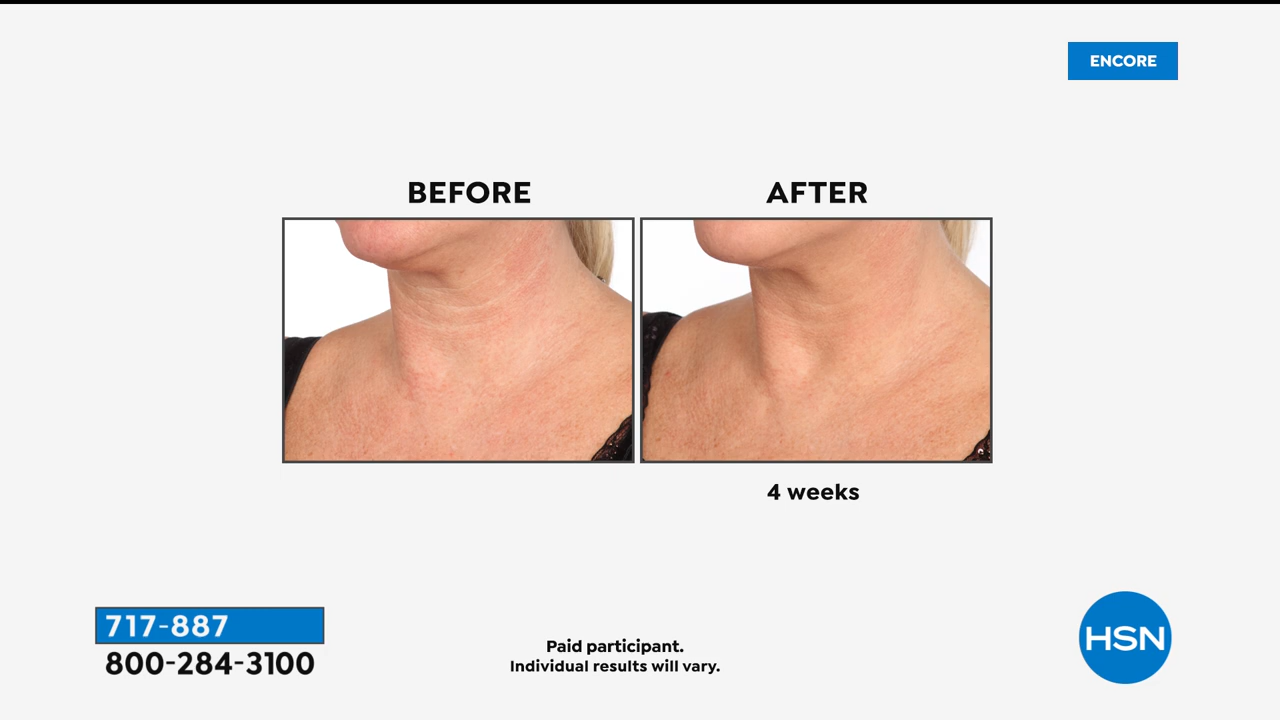 ENCORE
BEFORE
AFTER
4 weeks
717-887
800-284-3100
Paid participant.
Individual results will vary.
HSN